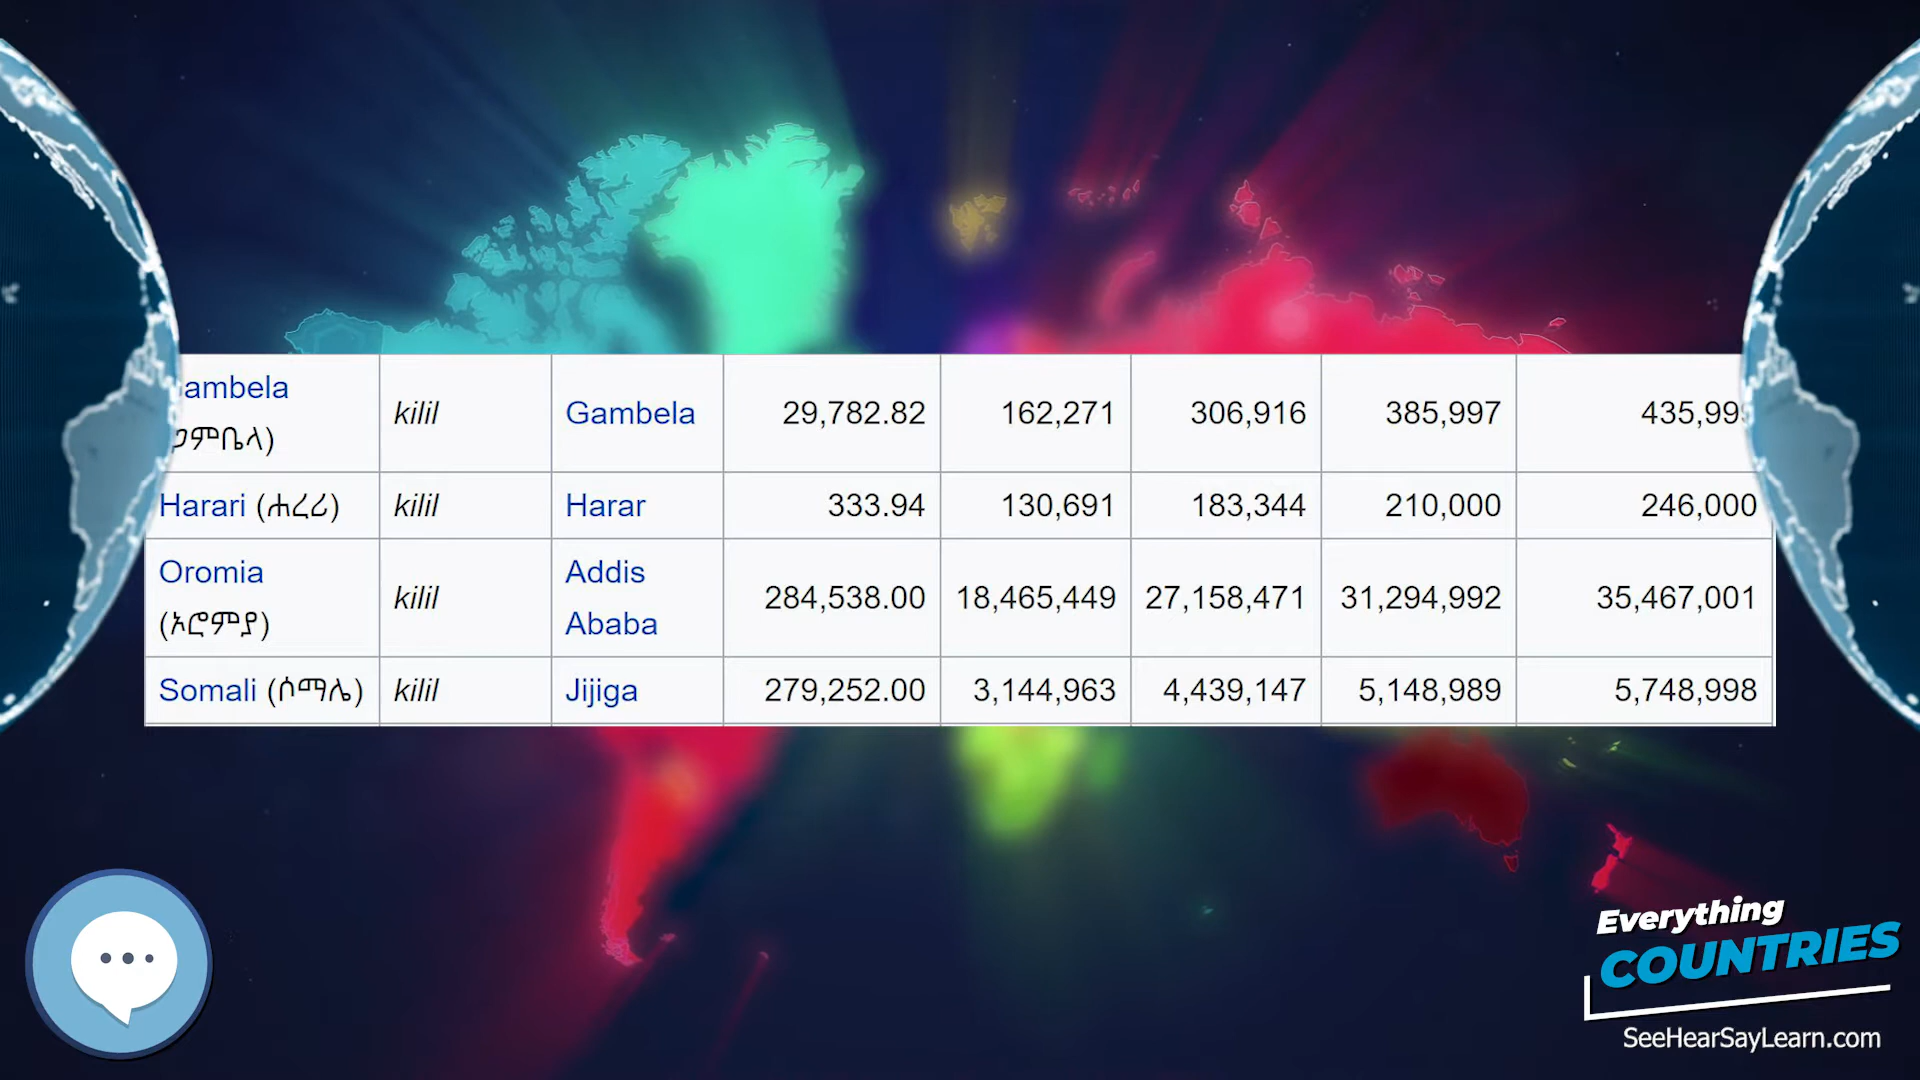 ambela kilil Gambela 29,782.82 162,271 306,916 385,997 435,99
ጋምቤላ)
Harari (ሐረሪ) kilil Harar 333.94 130,691 183,344 210,000 246,000
Oromia kilil Addis 284,538.00 18,465,449 27,158,471 31,294,992 35,467,001
(ኦሮምያ) Ababa
Somali (ሶማሌ) kilil Jijiga 279,252.00 3,144,963 4,439,147 5,148,989 5,748,998
Everything
COUNTRIES
SeeHearSayLearn.com